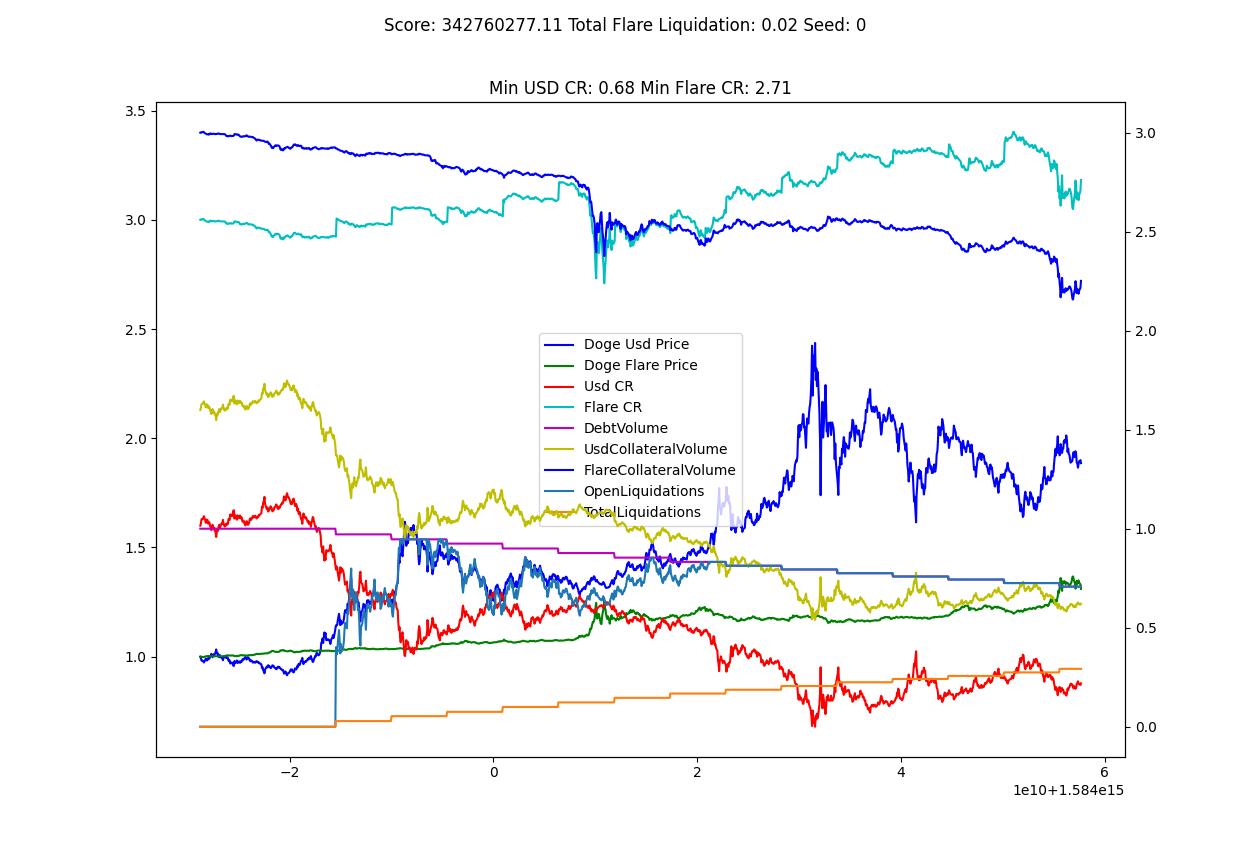 Score: 342760277.11 Total Flare Liquidation: 0.02 Seed: 0
Min USD CR: 0.68 Min Flare CR: 2.71
3.5
3.0
2.5
2.0
1.5
1.0
3.0
2.5
2.0
1.5
1.0
0.5
0.0
Doge Usd Price
Doge Flare Price
Usd CR
Flare CR
DebtVolume
UsdCollateralVolume
FlareCollateralVolume
OpenLiquidations
TotalLiquidations
−2 0 2 4 6
1e10+1.584e15